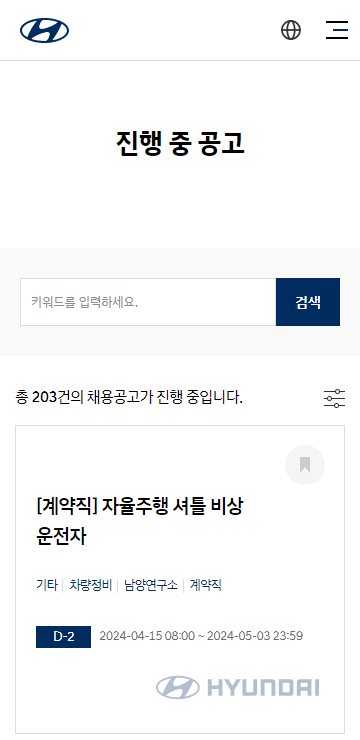 진행 중 공고
키워드를 입력하세요.
검색
총 203건의 채용공고가 진행 중입니다.
[계약직] 자율주행 셔틀 비상
운전자
기타 차량정비 남양연구소 계약직
D-2 2024-04-15 08:00 ~ 2024-05-03 23:59
HYUNDAI